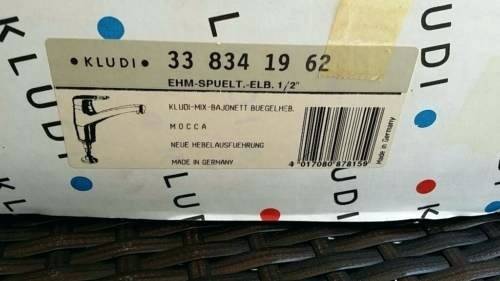 • KLUDI • 33 834 19 62
EHM-SPUELT.-ELB. 1/2"
KLUDI-MIX-BAJONETT BUEGELHEB.
MOCCA
NEUE HEBELAUSFUEHRUNG
MADE IN GERMANY
4 017080 878159
Made in Germany
KLUDI
KLUDI